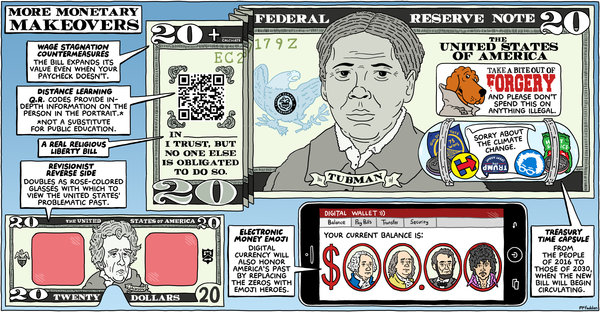 MORE MONETARY
MAKEOVERS
WAGE STAGNATION
COUNTERMEASURES
THE BILL EXPANDS ITS
VALUE EVEN WHEN YOUR
PAYCHECK DOESN'T.
DISTANCE LEARNING
Q.R. CODES PROVIDE IN-
DEPTH INFORMATION ON THE
PERSON IN THE PORTRAIT.*
*NOT A SUBSTITUTE
FOR PUBLIC EDUCATION.
A REAL RELIGIOUS
LIBERTY BILL
REVISIONIST
REVERSE SIDE
DOUBLES AS ROSE-COLORED
GLASSES WITH WHICH TO
VIEW THE UNITED STATES'
PROBLEMATIC PAST.
20+
179Z
EC2
IN
I TRUST, BUT
NO ONE ELSE
IS OBLIGATED
TO DO SO.
20
FEDERAL RESERVE NOTE 20
TUBMAN
THE
UNITED STATES
OF AMERICA
TAKE A BITE OUT OF
FORGERY
AND PLEASE DON'T
SPEND THIS ON
ANYTHING ILLEGAL.
SORRY ABOUT
THE CLIMATE
CHANGE.
H
TRUMP
TREASURY
TIME CAPSULE
FROM
THE PEOPLE
OF 2016 TO
THOSE OF 2030,
WHEN THE NEW
BILL WILL BEGIN
CIRCULATING.
20 THE UNITED STATES OF AMERICA 20
20 TWENTY DOLLARS 20
ELECTRONIC
MONEY EMOJI
DIGITAL
CURRENCY WILL
ALSO HONOR
AMERICA'S PAST
BY REPLACING
THE ZEROS WITH
EMOJI HEROES.
DIGITAL WALLET
Balance Pay Bills Transfer Security
YOUR CURRENT BALANCE IS:
$